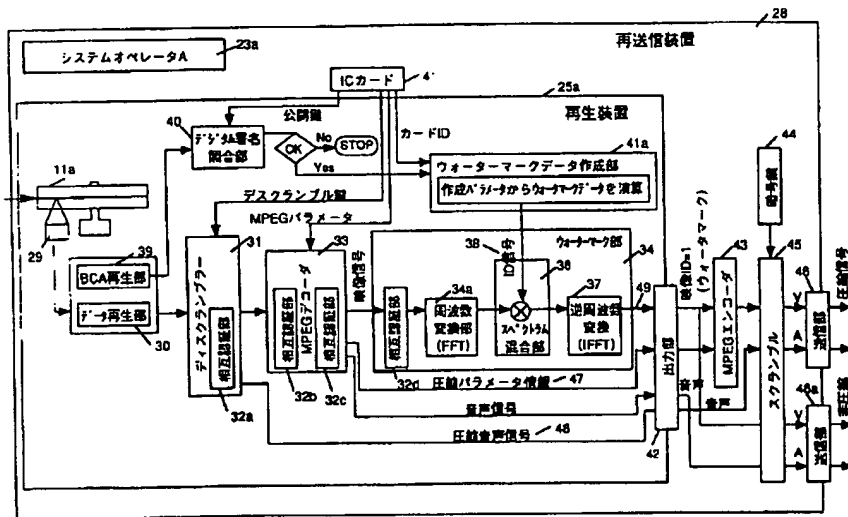 28
再送信装置
システムオペレータA
23a
ICカード
4
25a
再生装置
公開鍵
カードID
40
デジタル署名
照合部
OK
No
STOP
Yes
41a
ウォーターマークデータ作成部
作成パラメータからウォータマークデータを演算
44
暗号鍵
11a
29
デスクランブル鍵
MPEGパラメータ
39
BCA再生部
データ再生部
30
31
ディスクランブラー
相互認証部
32a
33
MPEGデコーダ
相互認証部
相互認証部
32b
32c
映像信号
ウォーターマーク部
34
相互認証部
32d
34a
周波数
変換部
(FFT)
38
ID信号
36
スペクトラム
混合部
37
逆周波数
変換
(IFFT)
49
圧縮パラメータ情報
47
音声信号
圧縮音声信号
48
出力部
42
映像ID=1
(ウォータマーク)
43
MPEGエンコーダ
音声
音声
45
スクランブル
V
A
46
送信部
圧縮信号
V
A
46a
送信部
非圧縮